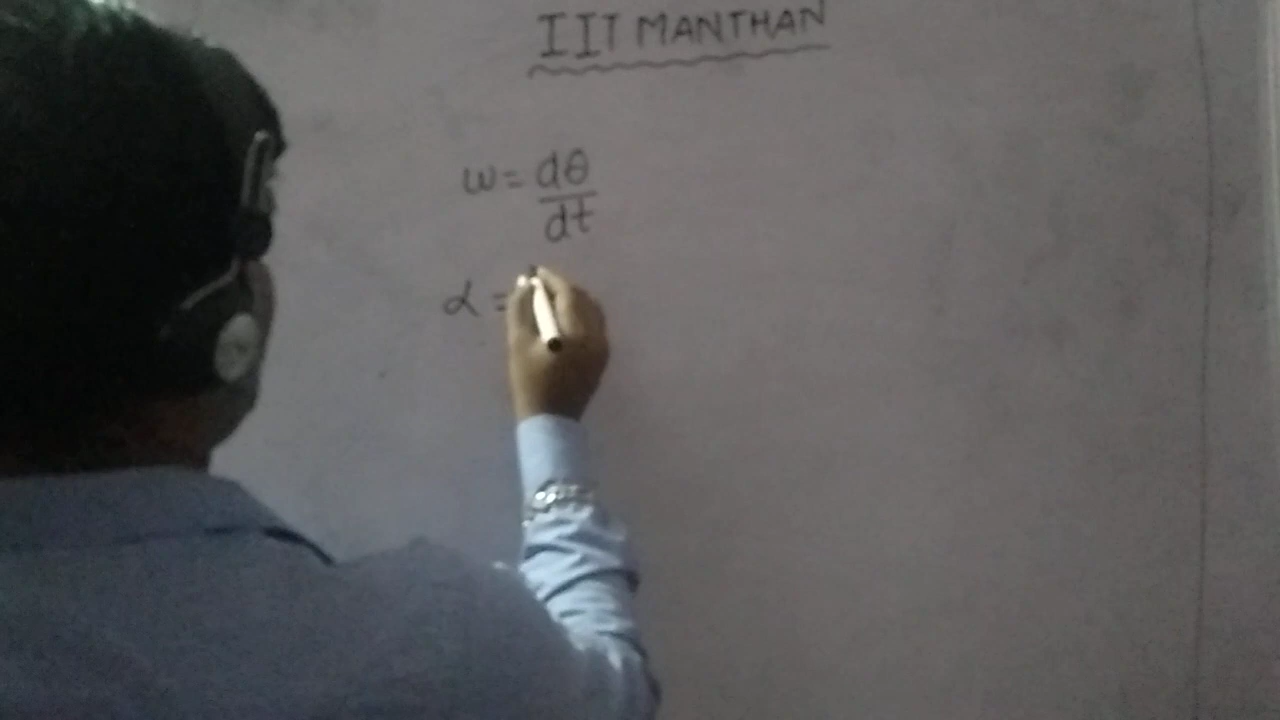 IIT MANTHAN
ω = dθ/dt
α =